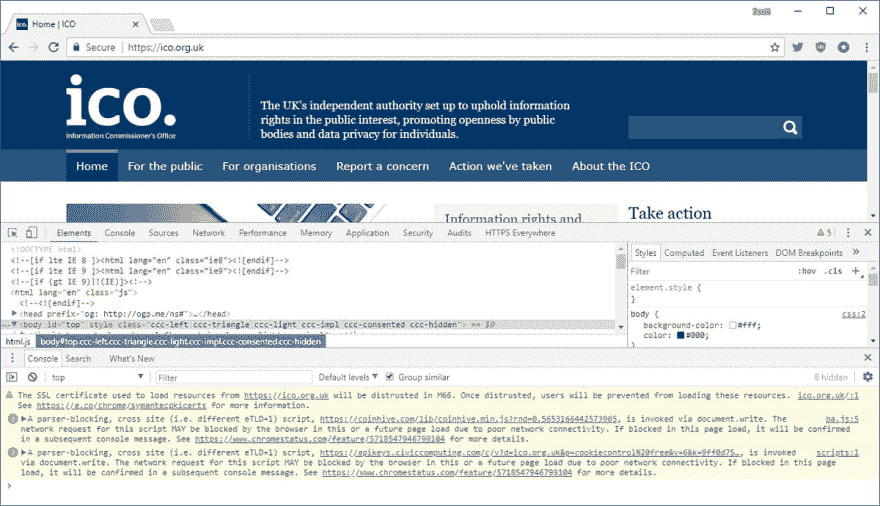 Scott
Home | ICO
Secure | https://ico.org.uk
ico.
Information Commissioner's Office
The UK's independent authority set up to uphold information
rights in the public interest, promoting openness by public
bodies and data privacy for individuals.
Home For the public For organisations Report a concern Action we've taken About the ICO
Information rights and
Take action
Elements Console Sources Network Performance Memory Application Security Audits HTTPS Everywhere 5
<!DOCTYPE html>
<!--[if lte IE 8 ]><html lang="en" class="ie8"><![endif]-->
<!--[if lte IE 9 ]><html lang="en" class="ie9"><![endif]-->
<!--[if (gt IE 9)|!(IE)]><!-->
<html lang="en" class="js">
<!--<![endif]-->
<head prefix="og: http://ogp.me/ns#">…</head>
<body id="top" style class="ccc-left ccc-triangle ccc-light ccc-impl ccc-consented ccc-hidden"> == $0
html.js body#top.ccc-left.ccc-triangle.ccc-light.ccc-impl.ccc-consented.ccc-hidden
Styles Computed Event Listeners DOM Breakpoints
Filter :hov .cls +
element.style {
}
body { css:2
background-color: #fff;
color: #000;
Console Search What's New
top Filter Default levels Group similar 8 hidden
The SSL certificate used to load resources from https://ico.org.uk will be distrusted in M66. Once distrusted, users will be prevented from loading these resources. ico.org.uk/:1
See https://g.co/chrome/symantecpkicerts for more information.
2 A parser-blocking, cross site (i.e. different eTLD+1) script, https://coinhive.com/lib/coinhive.min.js?rnd=0.5653166442573905, is invoked via document.write. The ba.js:5
network request for this script MAY be blocked by the browser in this or a future page load due to poor network connectivity. If blocked in this page load, it will be confirmed
in a subsequent console message. See https://www.chromestatus.com/feature/5718547946799104 for more details.
2 A parser-blocking, cross site (i.e. different eTLD+1) script, https://apikeys.civiccomputing.com/c/v?d=ico.org.uk&p=cookiecontrol%20free&v=6&k=9ff0d75…, is invoked scripts:1
via document.write. The network request for this script MAY be blocked by the browser in this or a future page load due to poor network connectivity. If blocked in this page
load, it will be confirmed in a subsequent console message. See https://www.chromestatus.com/feature/5718547946799104 for more details.